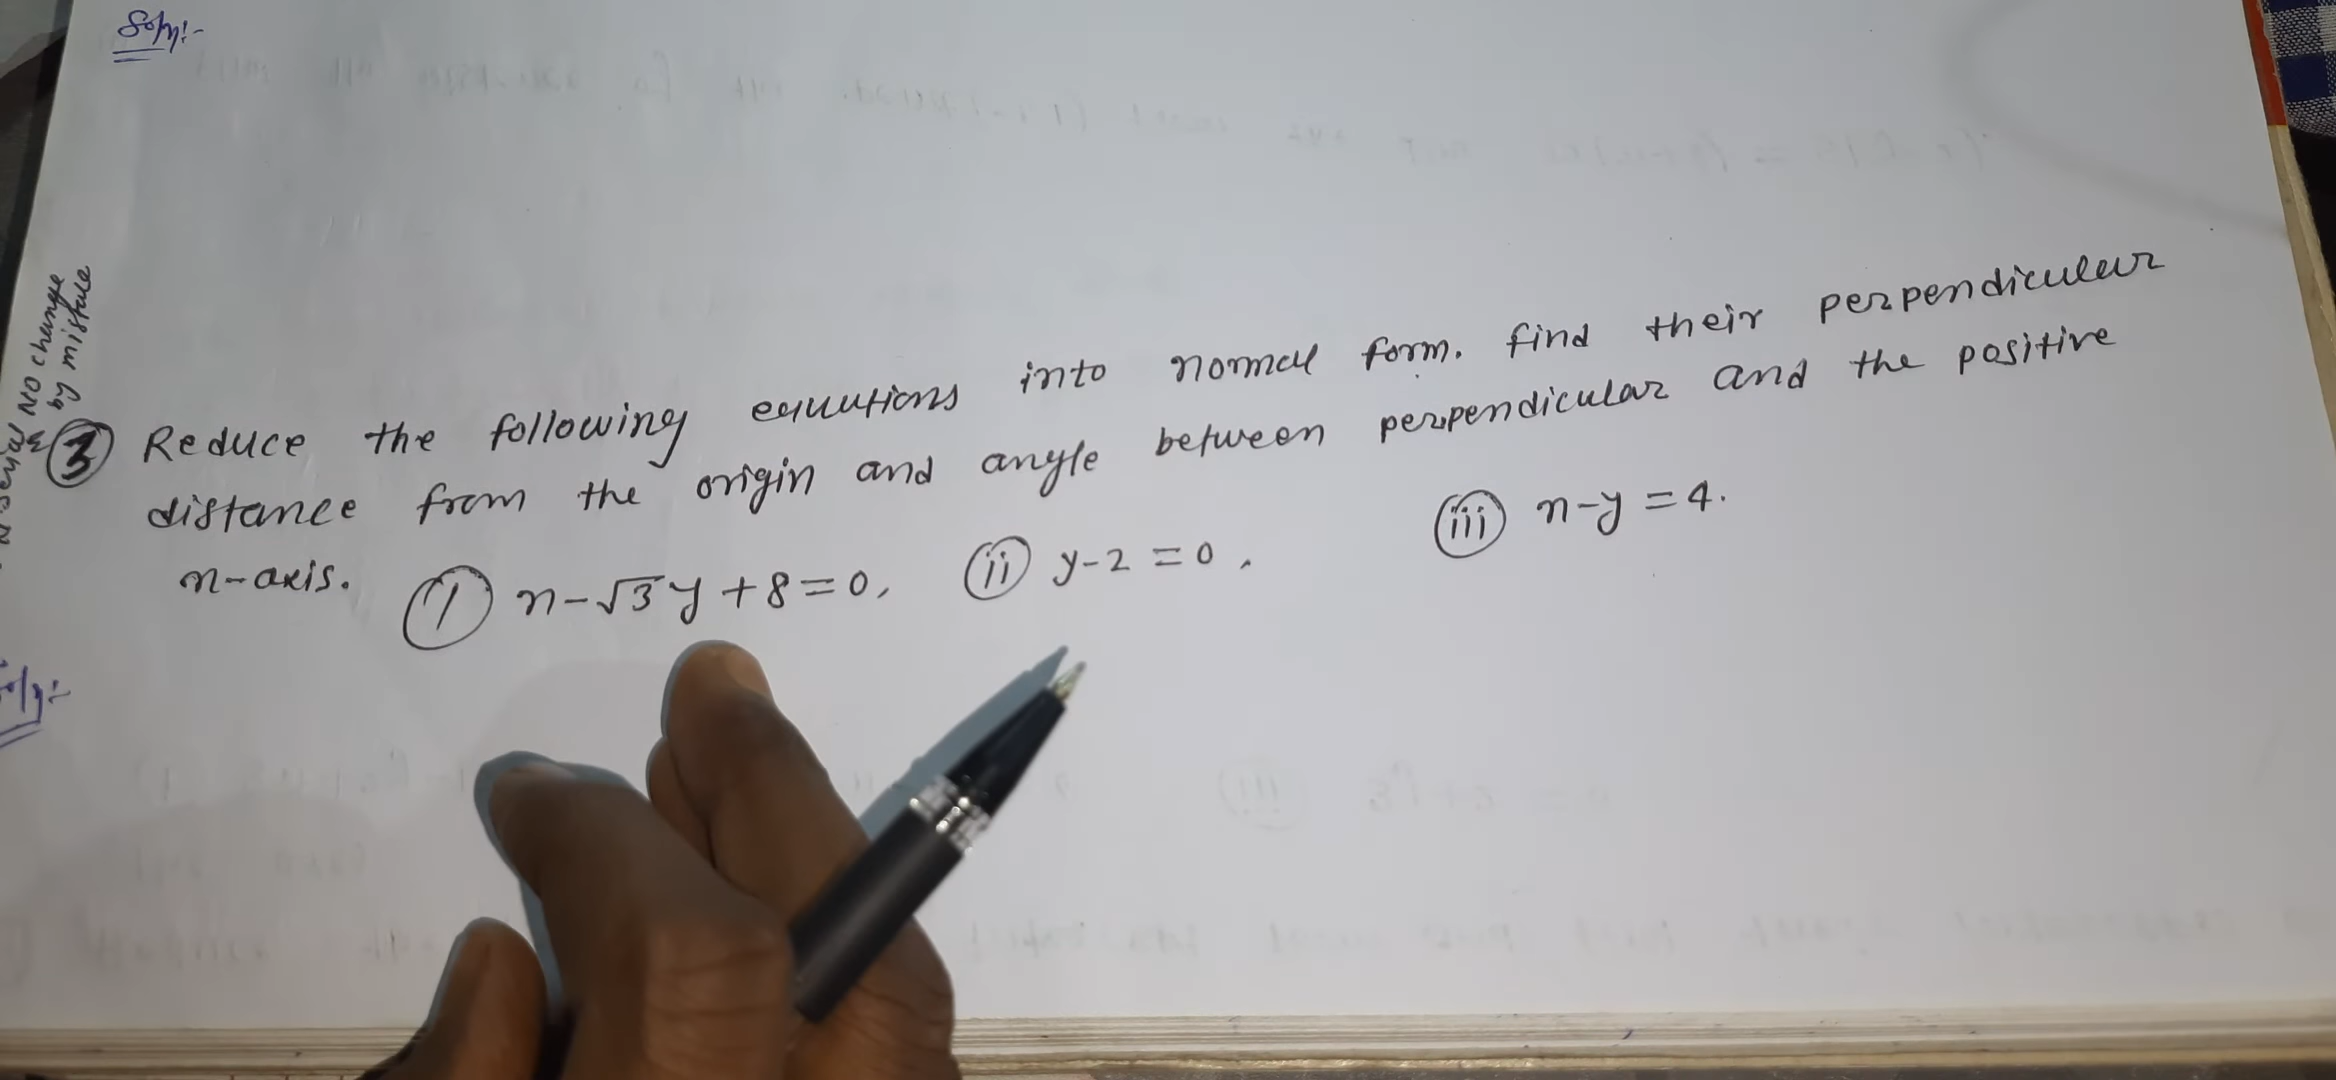 Soln:-
Serial NO change
by mistake
③ Reduce the following equations into normal form. find their perpendicular
distance from the origin and angle between perpendicular and the positive
x-axis. ⓘ x-√3y+8=0, ⓘⓘ y-2=0, ⓘⓘⓘ x-y=4.